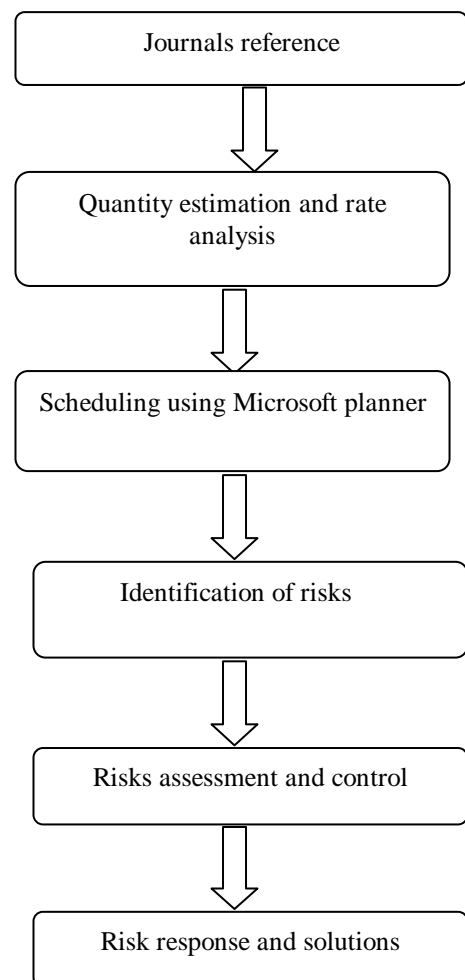 Journals reference
Quantity estimation and rate
analysis
Scheduling using Microsoft planner
Identification of risks
Risks assessment and control
Risk response and solutions